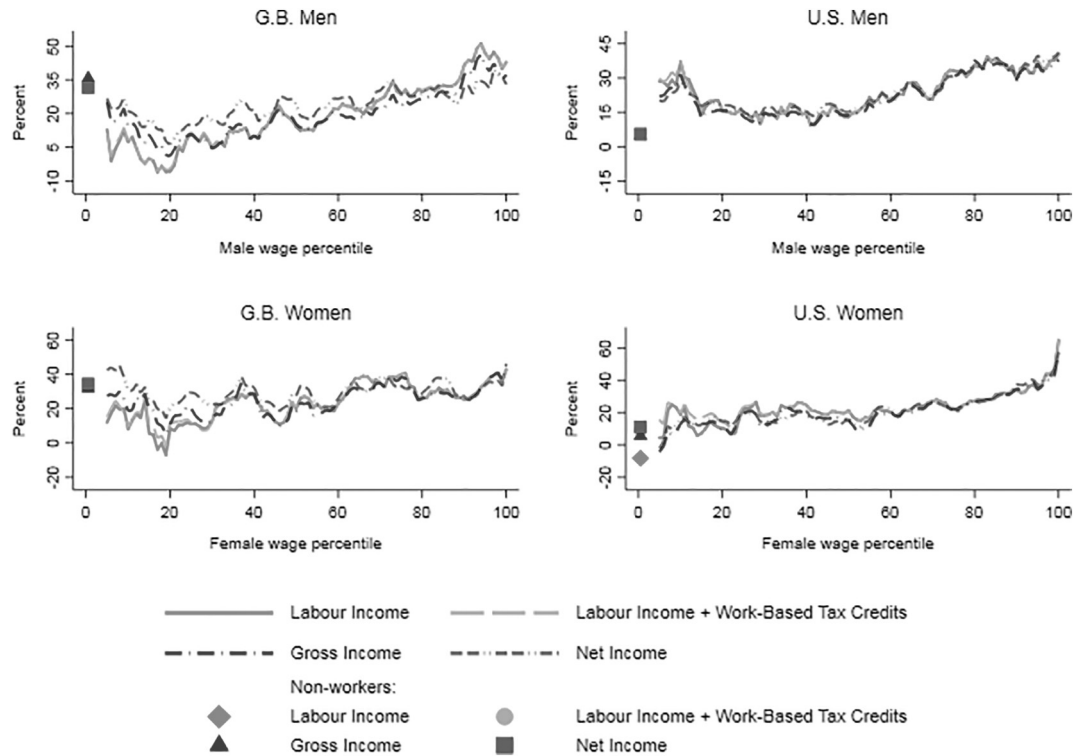 G.B. Men
U.S. Men
Percent
50
35
20
5
-10
0 20 40 60 80 100
Male wage percentile
Percent
45
30
15
0
-15
0 20 40 60 80 100
Male wage percentile
G.B. Women
U.S. Women
Percent
60
40
20
0
-20
0 20 40 60 80 100
Female wage percentile
Percent
60
40
20
0
-20
0 20 40 60 80 100
Female wage percentile
Labour Income
Labour Income + Work-Based Tax Credits
Gross Income
Net Income
Non-workers:
Labour Income
Labour Income + Work-Based Tax Credits
Gross Income
Net Income